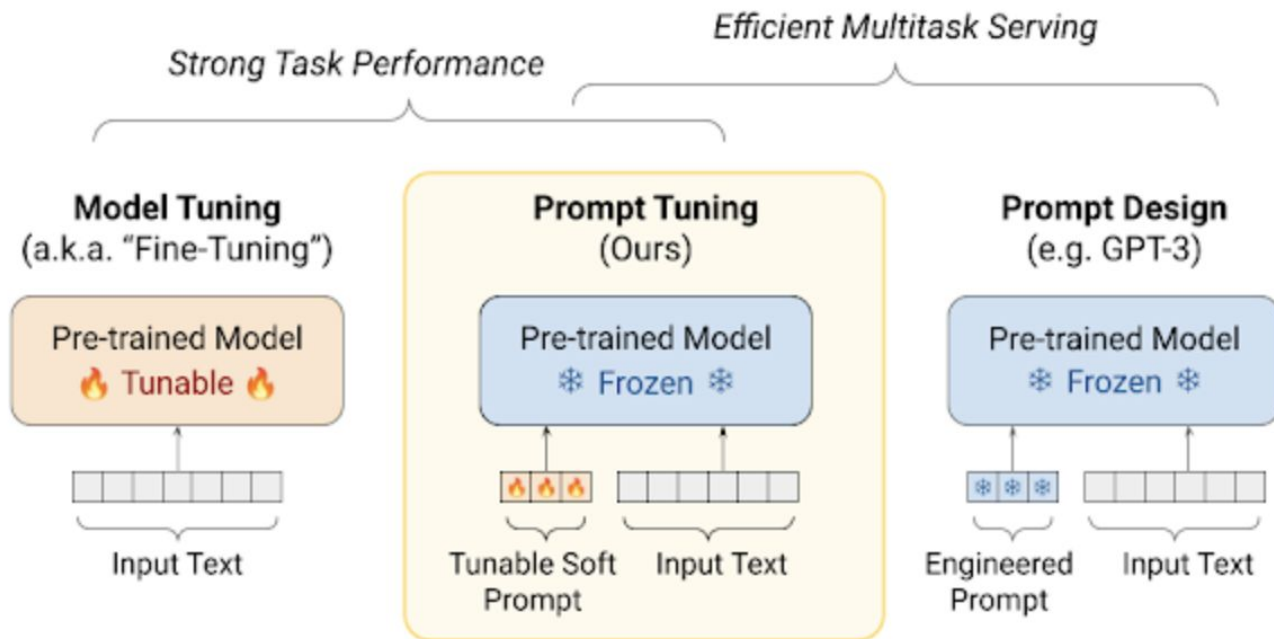 Efficient Multitask Serving
Strong Task Performance
Model Tuning
(a.k.a. “Fine-Tuning”)
Pre-trained Model
🔥 Tunable 🔥
Input Text
Prompt Tuning
(Ours)
Pre-trained Model
❄ Frozen ❄
Tunable Soft
Prompt
Input Text
Prompt Design
(e.g. GPT-3)
Pre-trained Model
❄ Frozen ❄
Engineered
Prompt
Input Text